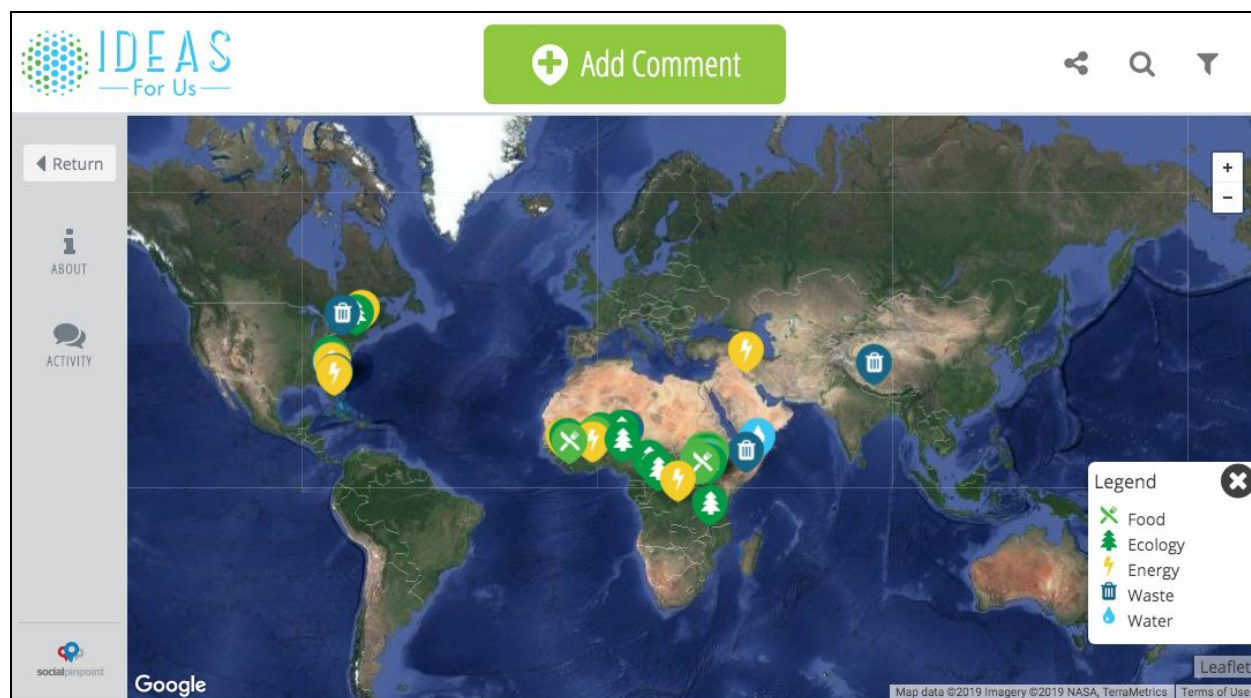 IDEAS
For Us
Add Comment
Return
ABOUT
ACTIVITY
+
−
Legend
Food
Ecology
Energy
Waste
Water
socialpinpoint
Google
Leaflet
Map data ©2019 Imagery ©2019 NASA, TerraMetrics
Terms of Use